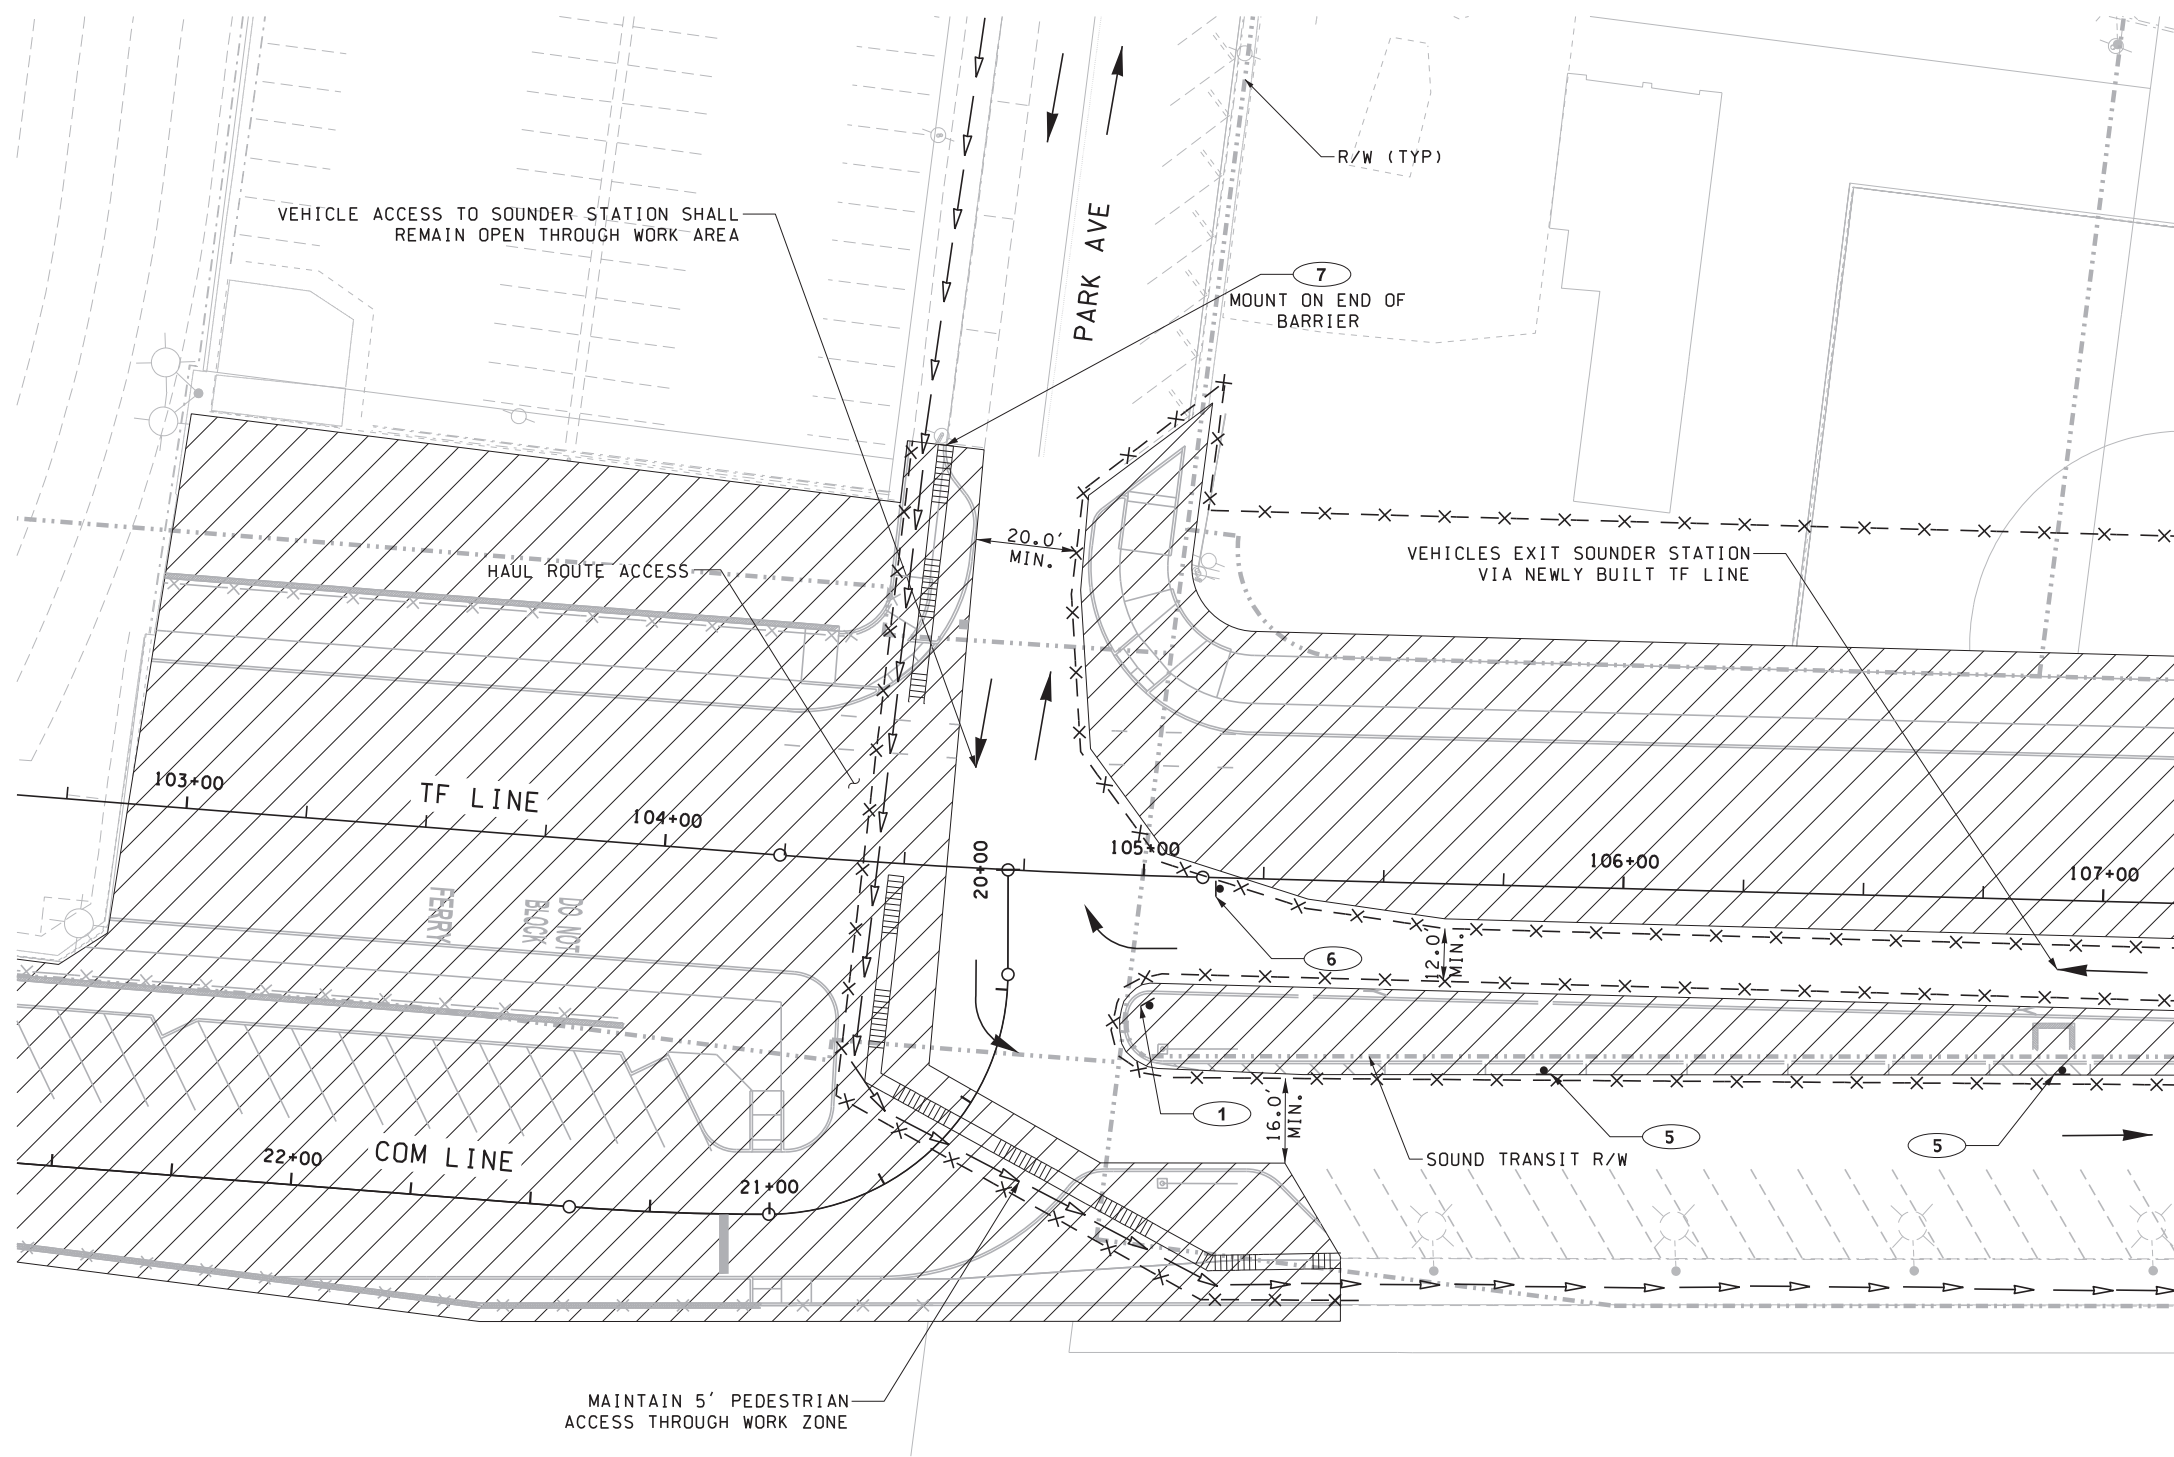 R/W (TYP)
VEHICLE ACCESS TO SOUNDER STATION SHALL
REMAIN OPEN THROUGH WORK AREA
PARK AVE
7
MOUNT ON END OF
BARRIER
20.0'
MIN.
VEHICLES EXIT SOUNDER STATION
VIA NEWLY BUILT TF LINE
HAUL ROUTE ACCESS
103+00
TF LINE
104+00
20+00
105+00
106+00
107+00
FERRY
DO NOT
BLOCK
6
12.0'
MIN.
1
16.0'
MIN.
5
5
SOUND TRANSIT R/W
COM LINE
22+00
21+00
MAINTAIN 5' PEDESTRIAN
ACCESS THROUGH WORK ZONE